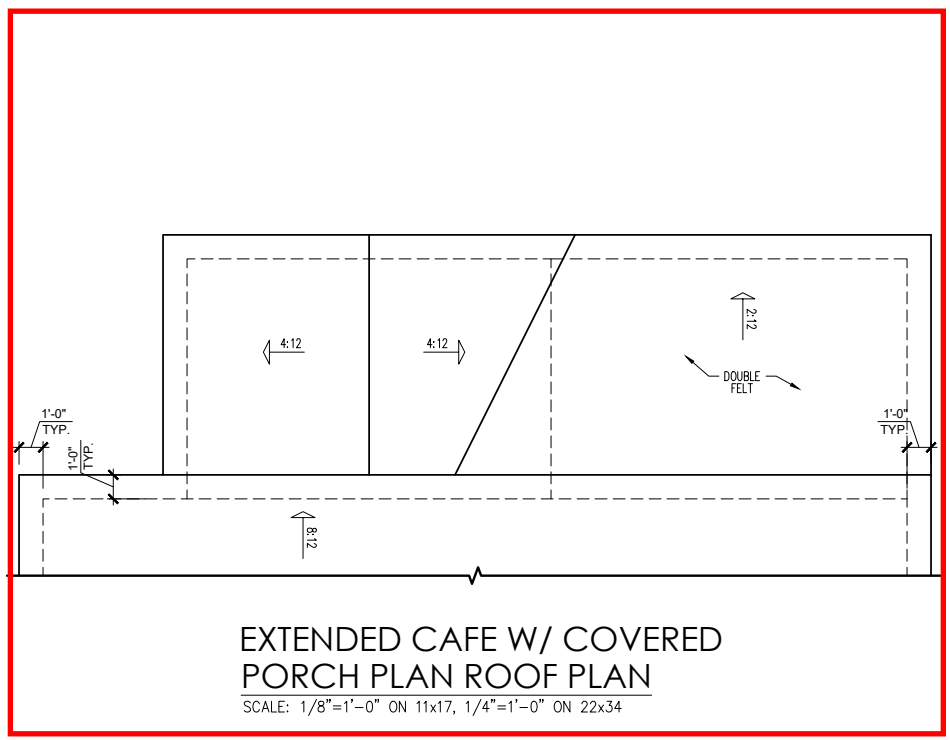 2:12
4:12
4:12
DOUBLE
FELT
1'-0"
TYP.
1'-0"
TYP.
1'-0"
TYP.
8:12
EXTENDED CAFE W/ COVERED
PORCH PLAN ROOF PLAN
SCALE: 1/8"=1'-0" ON 11x17, 1/4"=1'-0" ON 22x34